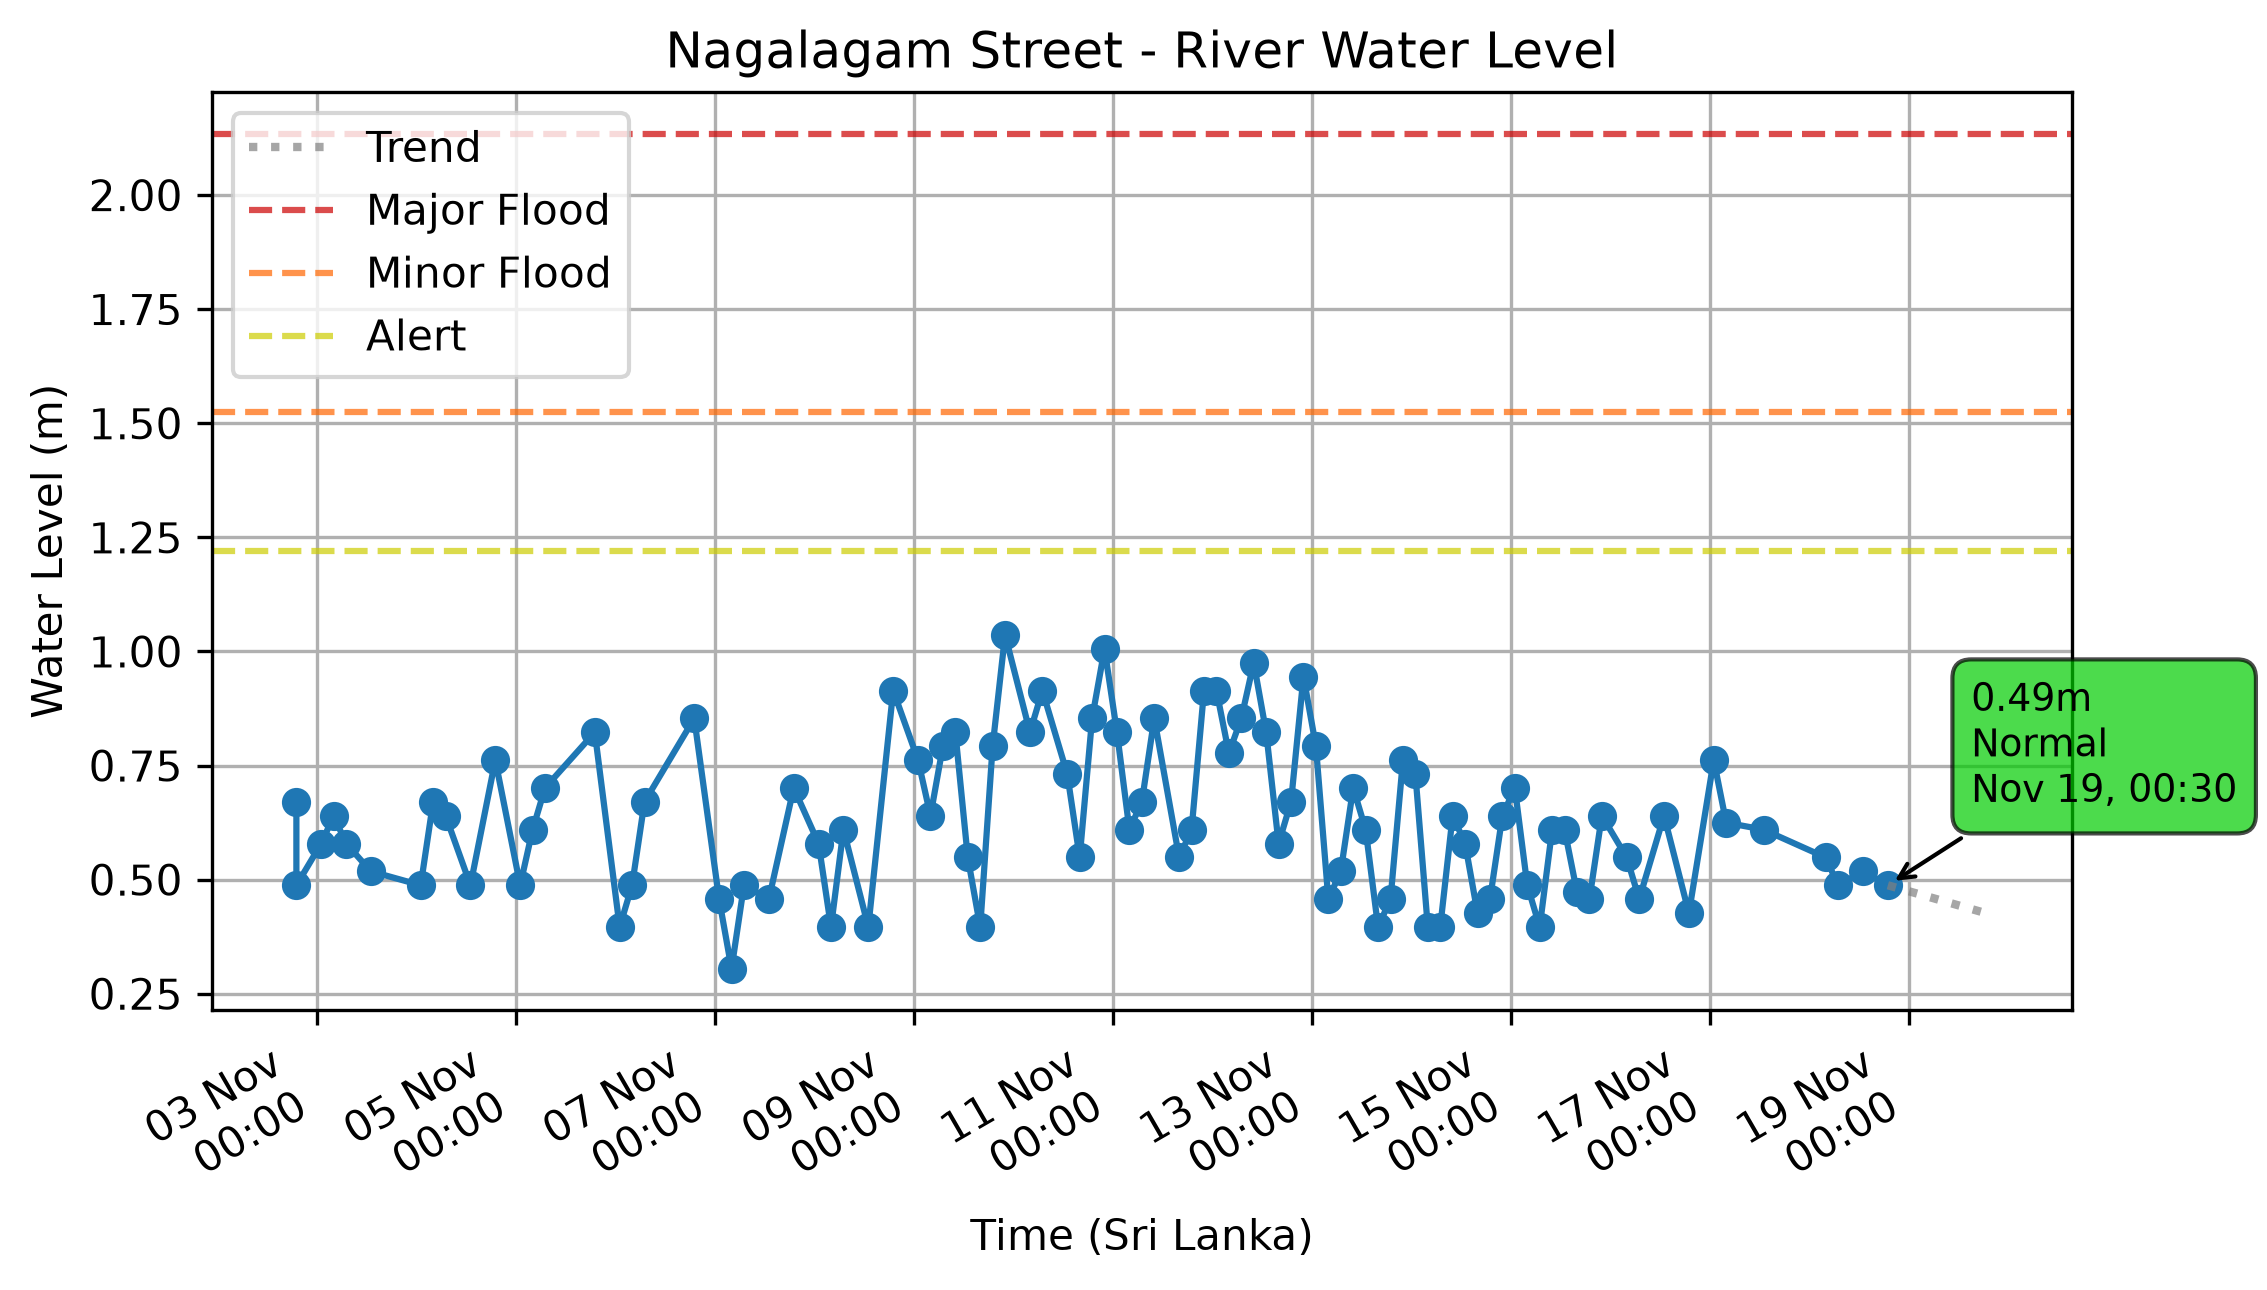 Nagalagam Street - River Water Level
Trend
Major Flood
Minor Flood
Alert
Water Level (m)
2.00
1.75
1.50
1.25
1.00
0.75
0.50
0.25
0.49m
Normal
Nov 19, 00:30
03 Nov
00:00
05 Nov
00:00
07 Nov
00:00
09 Nov
00:00
11 Nov
00:00
13 Nov
00:00
15 Nov
00:00
17 Nov
00:00
19 Nov
00:00
Time (Sri Lanka)